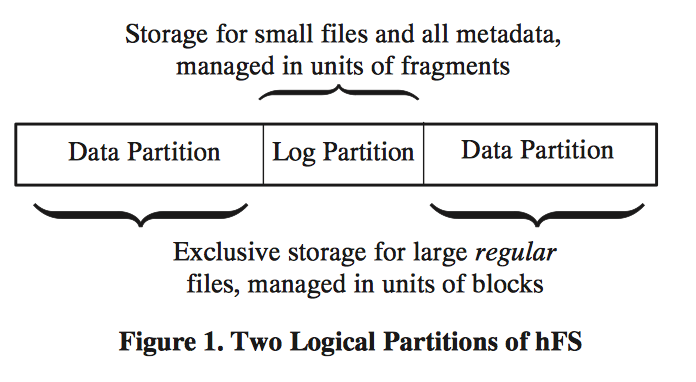 Storage for small files and all metadata,
managed in units of fragments
Data Partition
Log Partition
Data Partition
Exclusive storage for large regular
files, managed in units of blocks
Figure 1. Two Logical Partitions of hFS